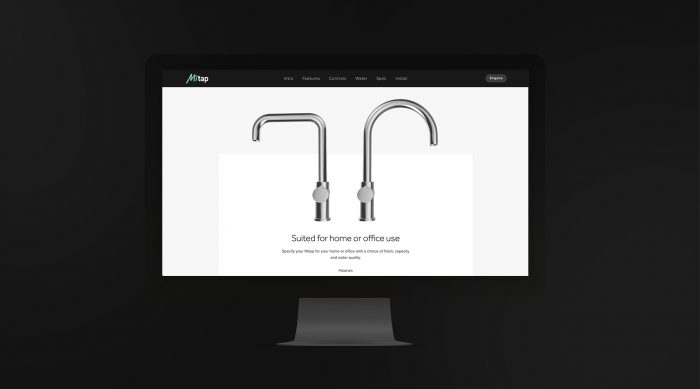 Mitap
Intro Features Controls Water Spec Install
Enquire
Suited for home or office use
Specify your Mitap for your home or office with a choice of finish, capacity
and water quality.
Materials